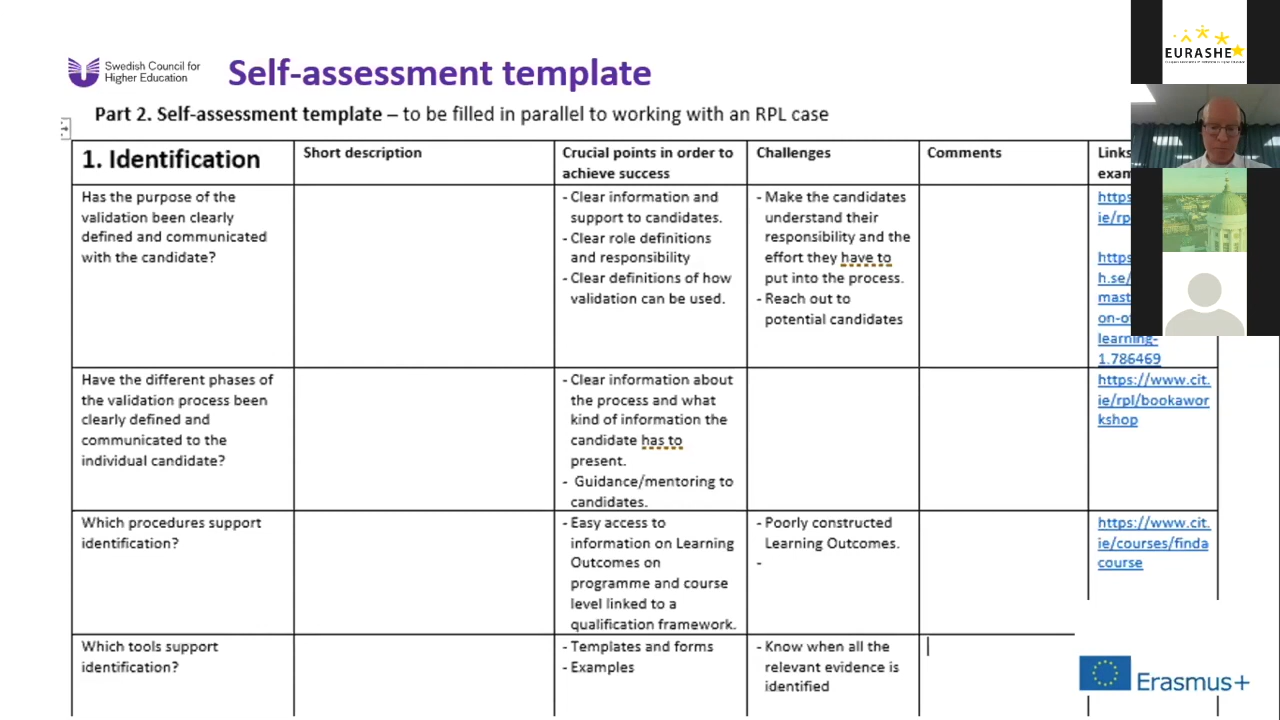 Swedish Council for
Higher Education
Self-assessment template
Part 2. Self-assessment template – to be filled in parallel to working with an RPL case
1. Identification
Short description
Crucial points in order to
achieve success
Challenges
Comments
Links
Has the purpose of the
validation been clearly
defined and communicated
with the candidate?
- Clear information and
support to candidates.
- Clear role definitions
and responsibility
- Clear definitions of how
validation can be used.
- Make the candidates
understand their
responsibility and the
effort they have to
put into the process.
- Reach out to
potential candidates
https
ie/rp
https
h.se/
mast
on-o
learning-
1.786469
Have the different phases of
the validation process been
clearly defined and
communicated to the
individual candidate?
- Clear information about
the process and what
kind of information the
candidate has to
present.
- Guidance/mentoring to
candidates.
https://www.cit.
ie/rpl/bookawor
kshop
Which procedures support
identification?
- Easy access to
information on Learning
Outcomes on
programme and course
level linked to a
qualification framework.
- Poorly constructed
Learning Outcomes.
-
https://www.cit.
ie/courses/finda
course
Which tools support
identification?
- Templates and forms
- Examples
- Know when all the
relevant evidence is
identified
EURASHE
Erasmus+